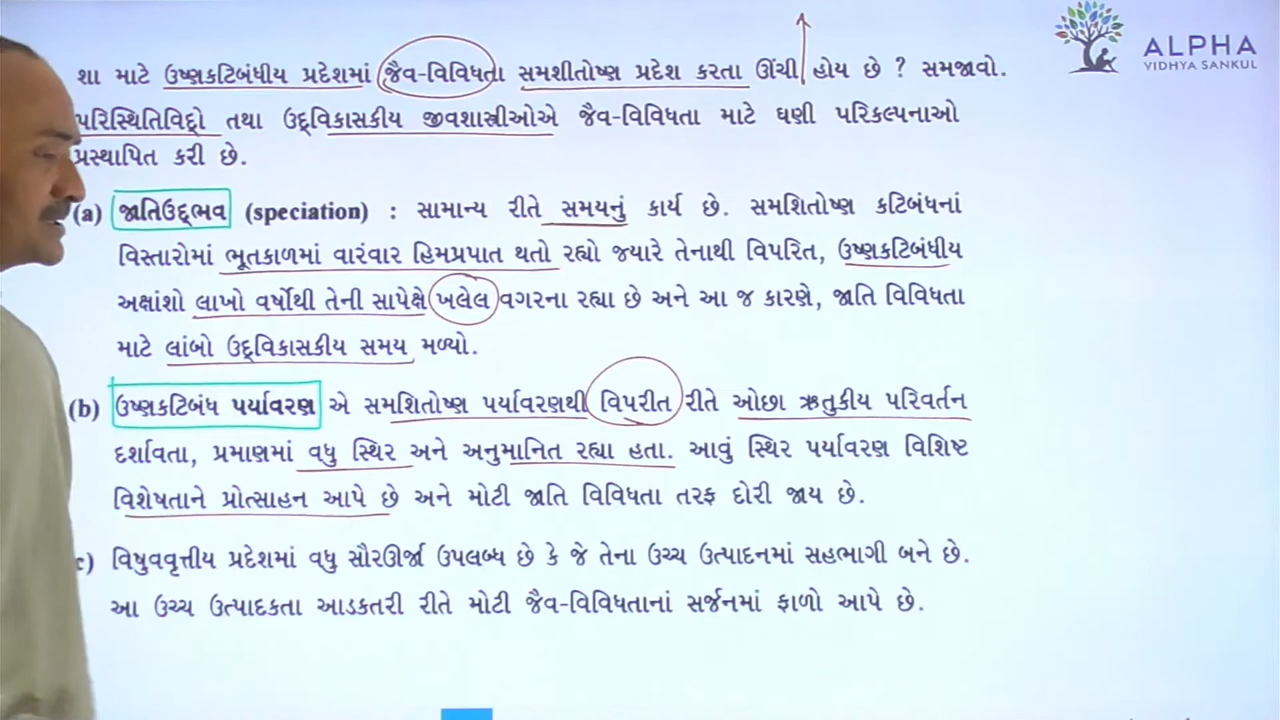 ALPHA
VIDHYA SANKUL
શા માટે ઉષ્ણકટિબંધીય પ્રદેશમાં જૈવ-વિવિધતા સમશીતોષ્ણ પ્રદેશ કરતા ઊંચી હોય છે ? સમજાવો.
પરિસ્થિતિવિદ્દો તથા ઉદ્દવિકાસકીય જીવશાસ્ત્રીઓએ જૈવ-વિવિધતા માટે ઘણી પરિકલ્પનાઓ
પ્રસ્થાપિત કરી છે.
(a) જાતિઉદ્દભવ (speciation) : સામાન્ય રીતે સમયનું કાર્ય છે. સમશિતોષ્ણ કટિબંધનાં
વિસ્તારોમાં ભૂતકાળમાં વારંવાર હિમપ્રપાત થતો રહ્યો જ્યારે તેનાથી વિપરિત, ઉષ્ણકટિબંધીય
અક્ષાંશો લાખો વર્ષોથી તેની સાપેક્ષે ખલેલ વગરના રહ્યા છે અને આ જ કારણે, જાતિ વિવિધતા
માટે લાંબો ઉદ્દવિકાસકીય સમય મળ્યો.
(b) ઉષ્ણકટિબંધ પર્યાવરણ એ સમશિતોષ્ણ પર્યાવરણથી વિપરીત રીતે ઓછા ઋતુકીય પરિવર્તન
દર્શાવતા, પ્રમાણમાં વધુ સ્થિર અને અનુમાનિત રહ્યા હતા. આવું સ્થિર પર્યાવરણ વિશિષ્ટ
વિશેષતાને પ્રોત્સાહન આપે છે અને મોટી જાતિ વિવિધતા તરફ દોરી જાય છે.
c) વિષુવવૃત્તીય પ્રદેશમાં વધુ સૌરઊર્જા ઉપલબ્ધ છે કે જે તેના ઉચ્ચ ઉત્પાદનમાં સહભાગી બને છે.
આ ઉચ્ચ ઉત્પાદકતા આડકતરી રીતે મોટી જૈવ-વિવિધતાનાં સર્જનમાં ફાળો આપે છે.